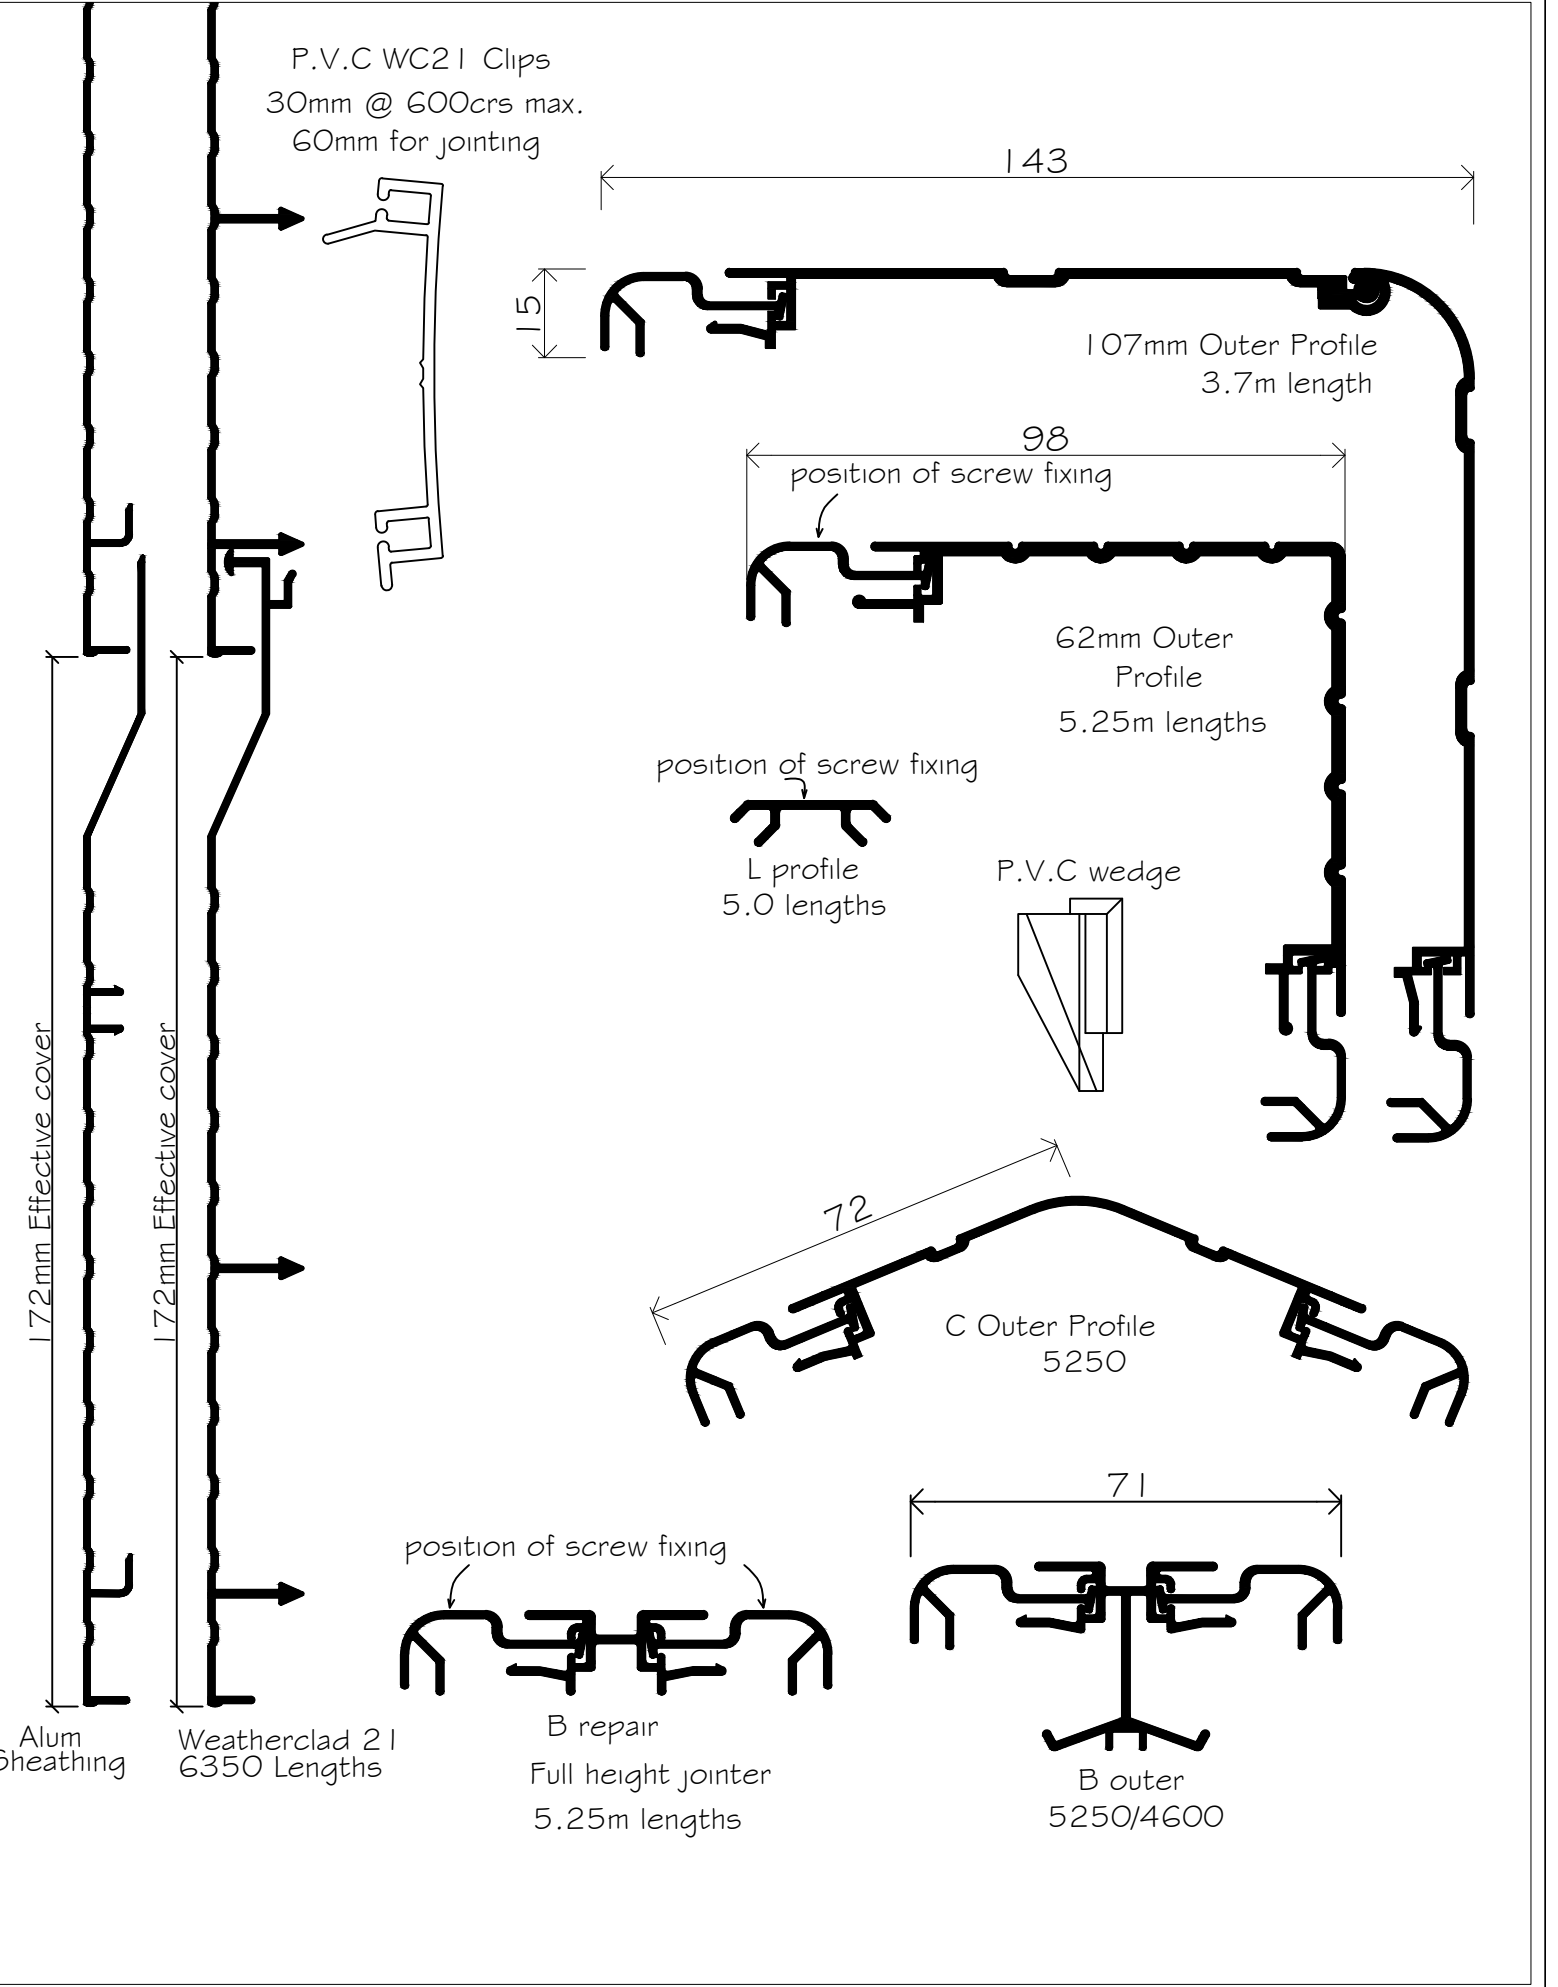 P.V.C WC21 Clips
30mm @ 600crs max.
60mm for jointing
143
15
107mm Outer Profile
3.7m length
98
position of screw fixing
62mm Outer
Profile
5.25m lengths
position of screw fixing
L profile
5.0 lengths
P.V.C wedge
172mm Effective cover
172mm Effective cover
72
C Outer Profile
5250
71
position of screw fixing
B repair
Full height jointer
5.25m lengths
B outer
5250/4600
Alum
Sheathing
Weatherclad 21
6350 Lengths